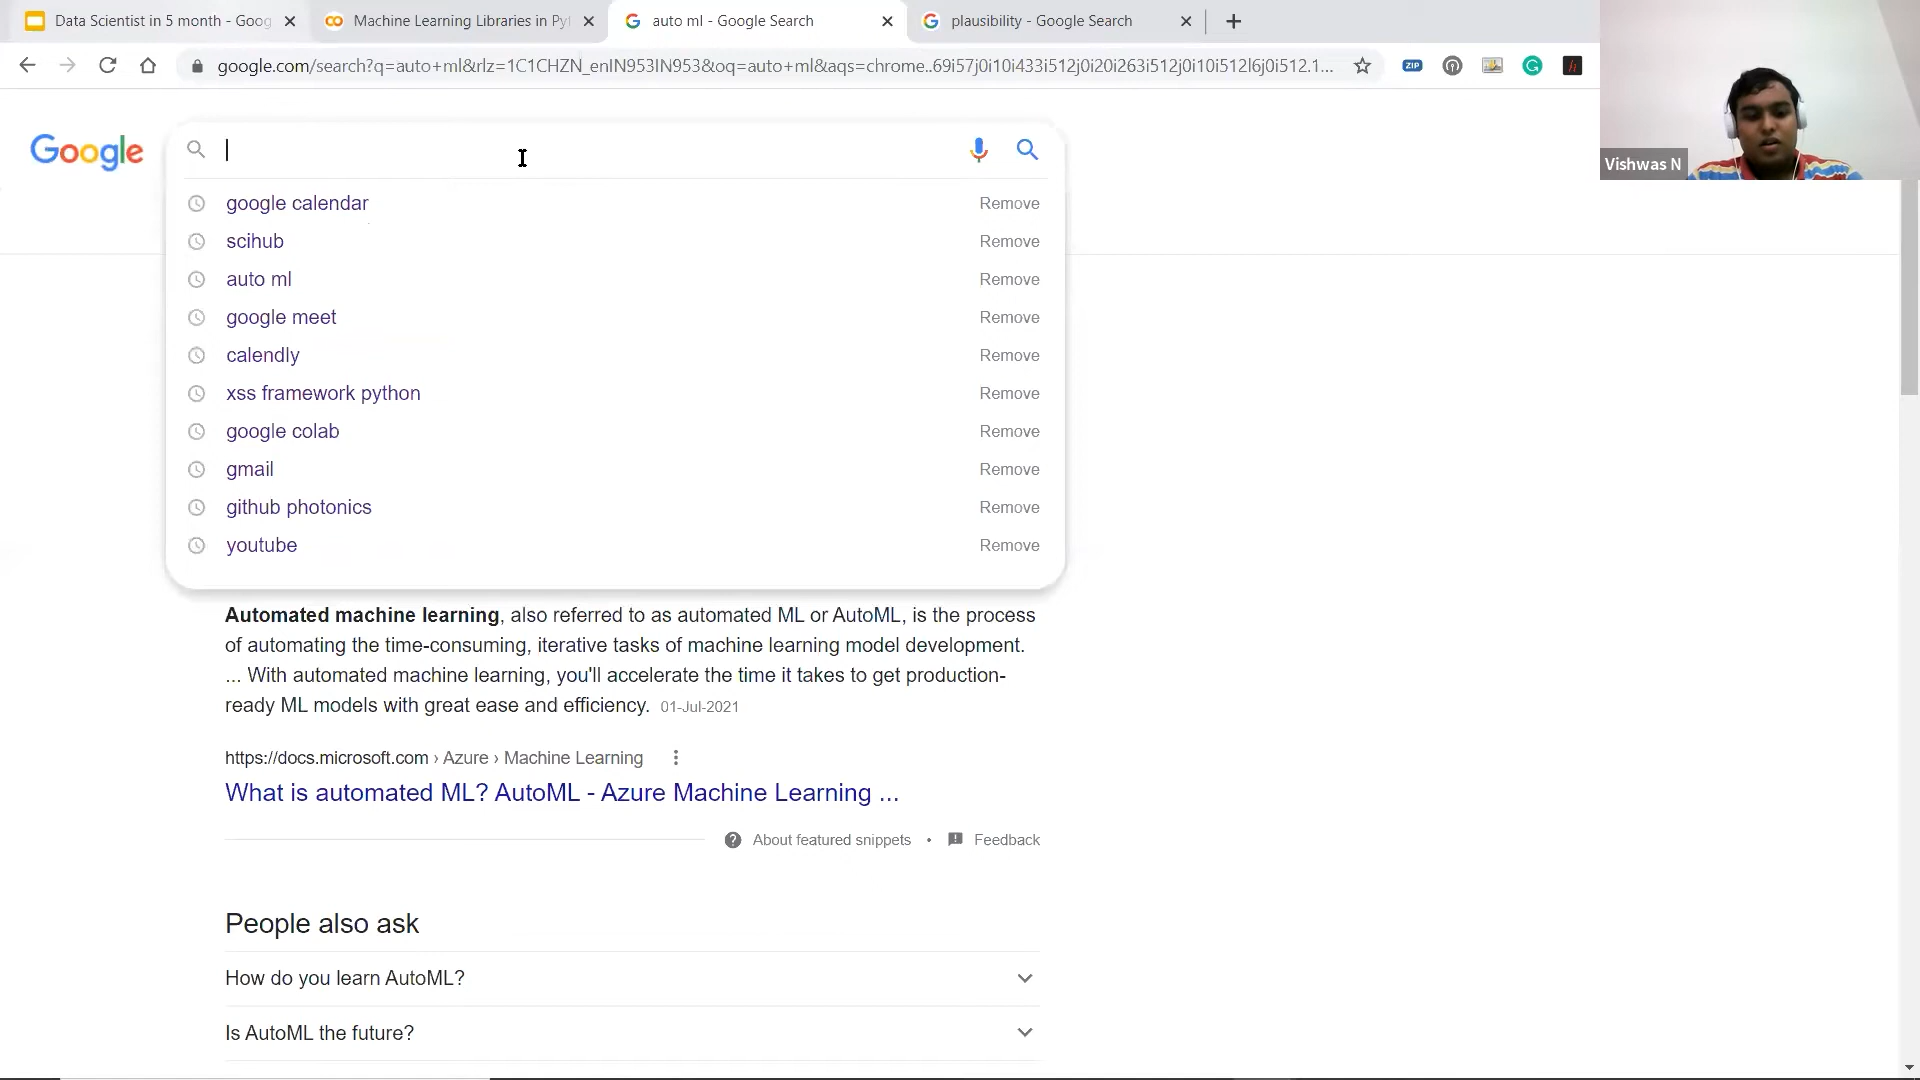 Data Scientist in 5 month - Goog
Machine Learning Libraries in Pyt
auto ml - Google Search
plausibility - Google Search
google.com/search?q=auto+ml&rlz=1C1CHZN_enIN953IN953&oq=auto+ml&aqs=chrome..69i57j0i10i433i512j0i20i263i512j0i10i512l6j0i512.1...
ZIP
Vishwas N
Google
google calendar Remove
scihub Remove
auto ml Remove
google meet Remove
calendly Remove
xss framework python Remove
google colab Remove
gmail Remove
github photonics Remove
youtube Remove
Automated machine learning, also referred to as automated ML or AutoML, is the process
of automating the time-consuming, iterative tasks of machine learning model development.
... With automated machine learning, you'll accelerate the time it takes to get production-
ready ML models with great ease and efficiency. 01-Jul-2021
https://docs.microsoft.com › Azure › Machine Learning
What is automated ML? AutoML - Azure Machine Learning ...
About featured snippets • Feedback
People also ask
How do you learn AutoML?
Is AutoML the future?